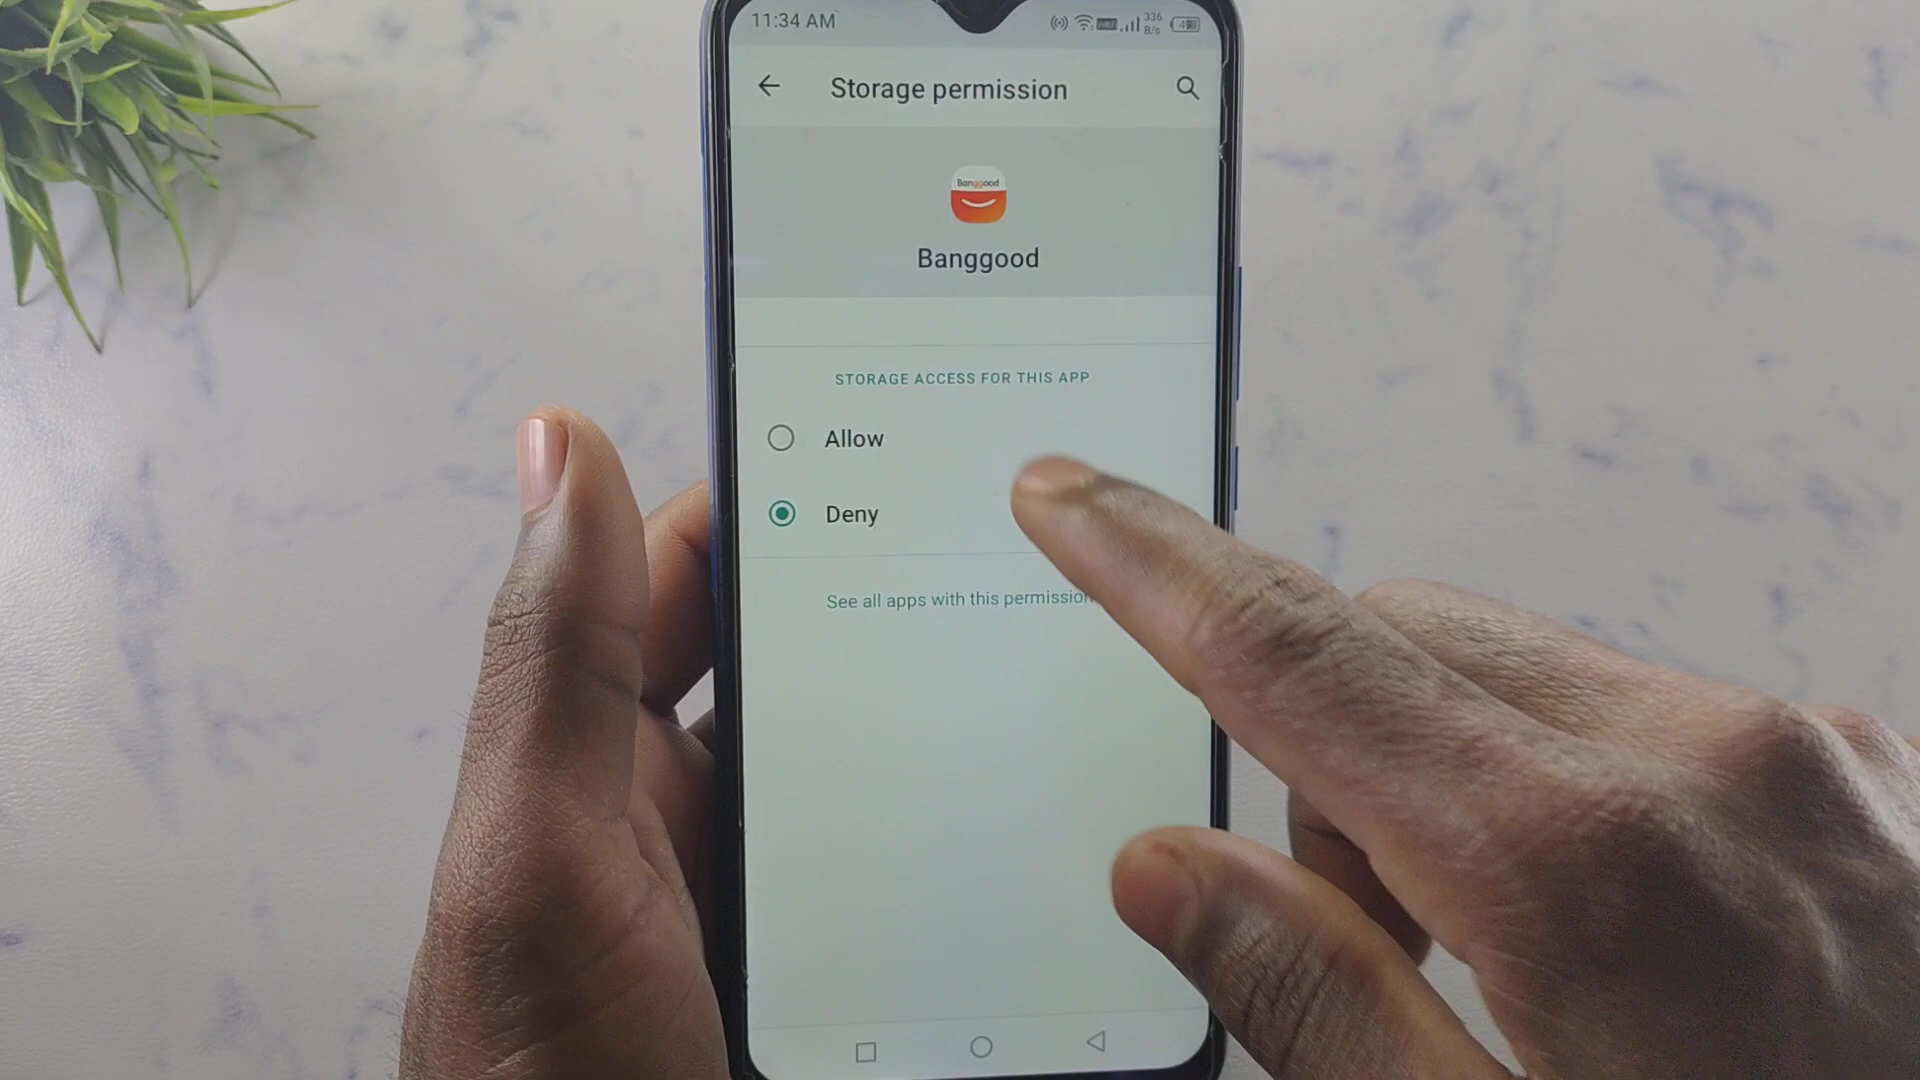 11:34 AM
336
B/s
Storage permission
Banggood
Banggood
STORAGE ACCESS FOR THIS APP
Allow
Deny
See all apps with this permission